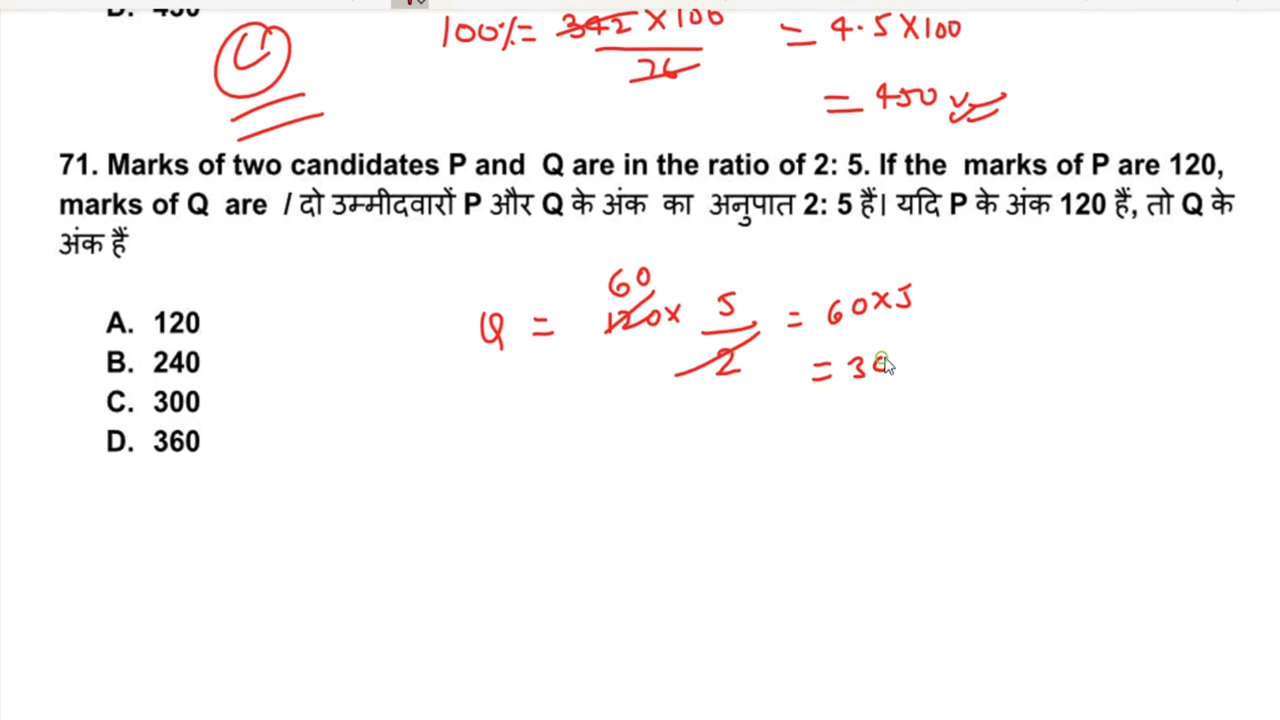 100% = 342 × 100 = 4.5 × 100
76
= 450
71. Marks of two candidates P and Q are in the ratio of 2: 5. If the marks of P are 120,
marks of Q are / दो उम्मीदवारों P और Q के अंक का अनुपात 2: 5 हैं। यदि P के अंक 120 हैं, तो Q के
अंक हैं
60
Q = 120 × 5 = 60 × 5
2
= 30
A. 120
B. 240
C. 300
D. 360